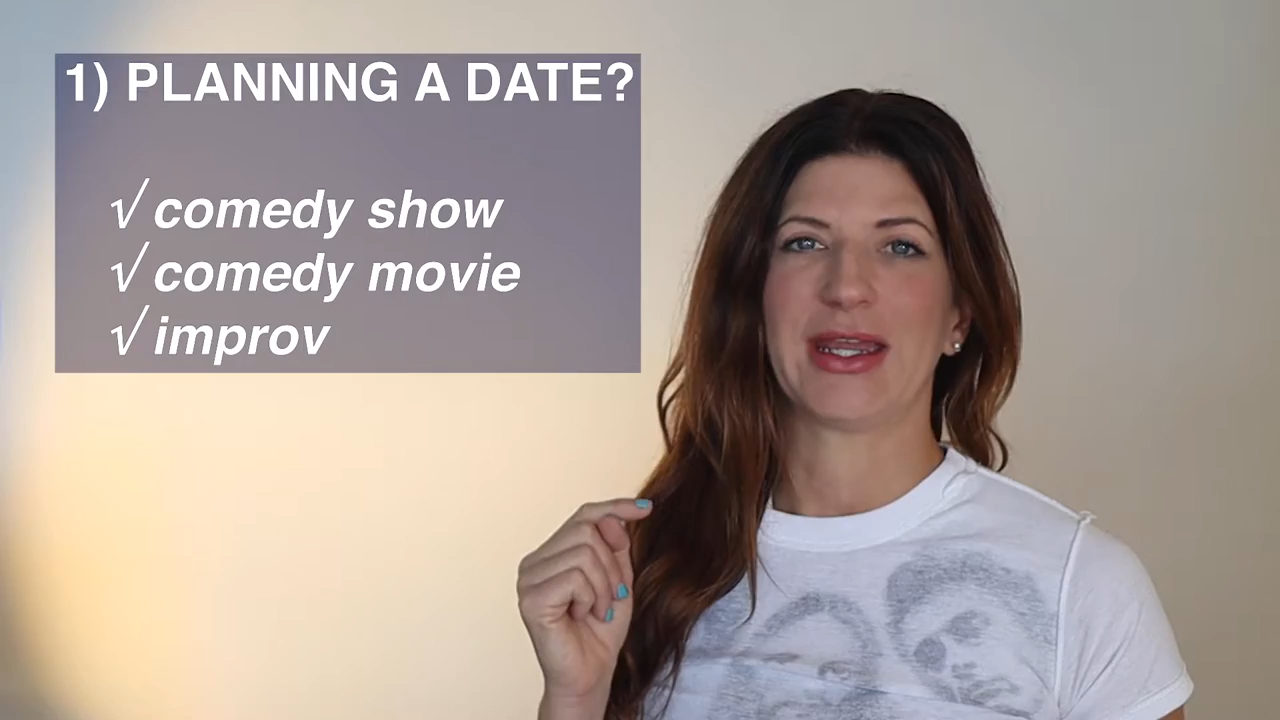 1) PLANNING A DATE?
√ comedy show
√ comedy movie
√ improv